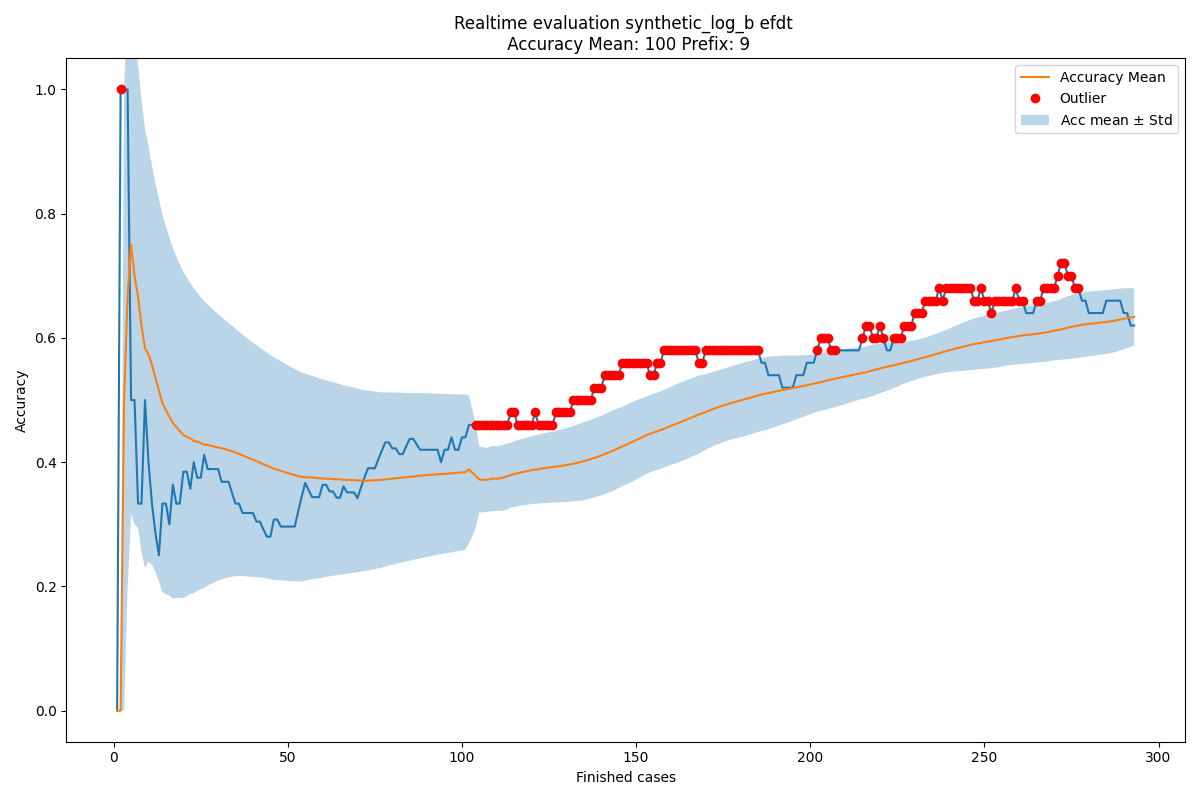 Realtime evaluation synthetic_log_b efdt
Accuracy Mean: 100 Prefix: 9
Accuracy Mean
Outlier
Acc mean ± Std
1.0
0.8
0.6
0.4
0.2
0.0
Accuracy
0 50 100 150 200 250 300
Finished cases